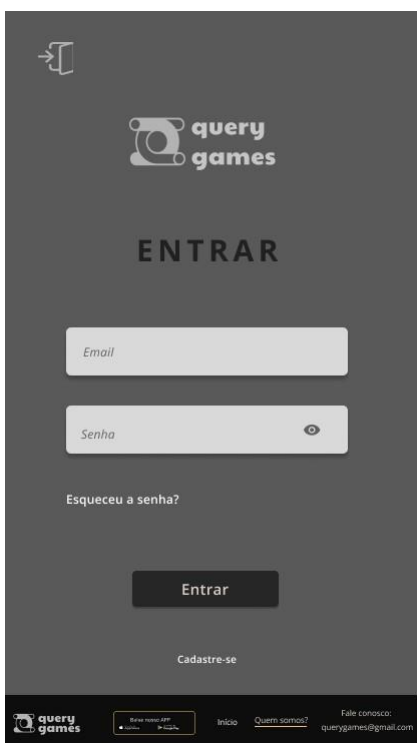 query
games
ENTRAR
Email
Senha
Esqueceu a senha?
Entrar
Cadastre-se
query
games
Baixe nosso APP
Início
Quem somos?
Fale conosco:
querygames@gmail.com